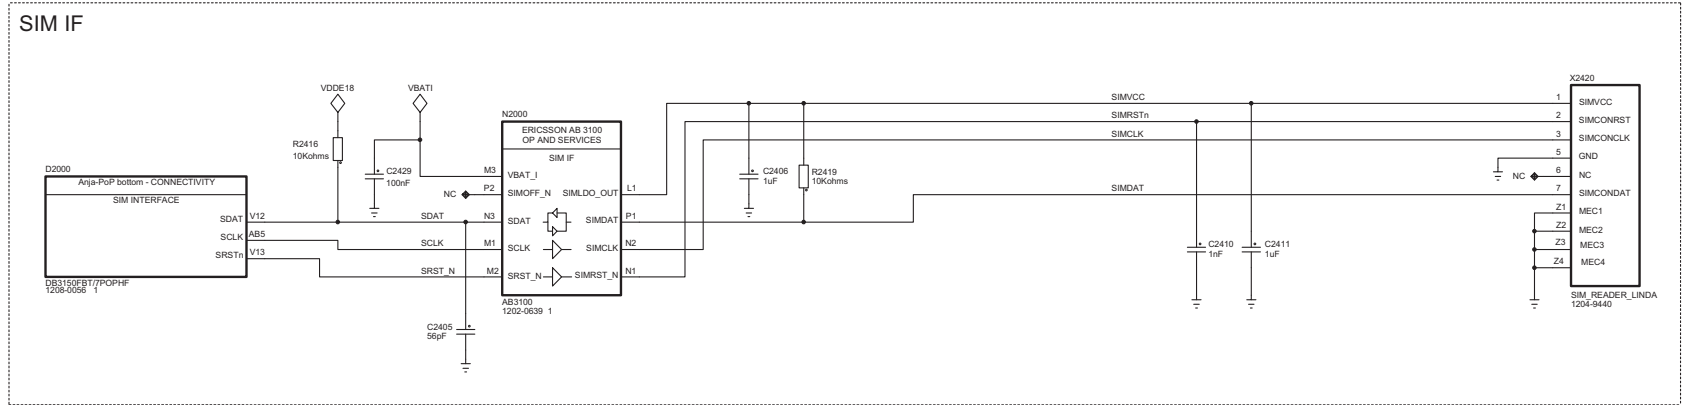 SIM IF
VDDE18
VBATI
R2416
10Kohms
C2429
100nF
D2000
Anja-PoP bottom - CONNECTIVITY
SIM INTERFACE
SDAT V12
SCLK AB5
SRSTn V13
DB3150FBT/7POPHF
1208-0056 1
SDAT
SCLK
SRST_N
NC
C2405
56pF
N2000
ERICSSON AB 3100
OP AND SERVICES
SIM IF
M3 VBAT_I
P2 SIMOFF_N SIMLDO_OUT L1
N3 SDAT SIMDAT P1
M1 SCLK SIMCLK N2
M2 SRST_N SIMRST_N N1
AB3100
1202-0639 1
C2406
1uF
R2419
10Kohms
SIMVCC
SIMRSTn
SIMCLK
SIMDAT
C2410
1nF
C2411
1uF
X2420
1 SIMVCC
2 SIMCONRST
3 SIMCONCLK
5 GND
NC 6 NC
7 SIMCONDAT
Z1 MEC1
Z2 MEC2
Z3 MEC3
Z4 MEC4
SIM_READER_LINDA
1204-9440